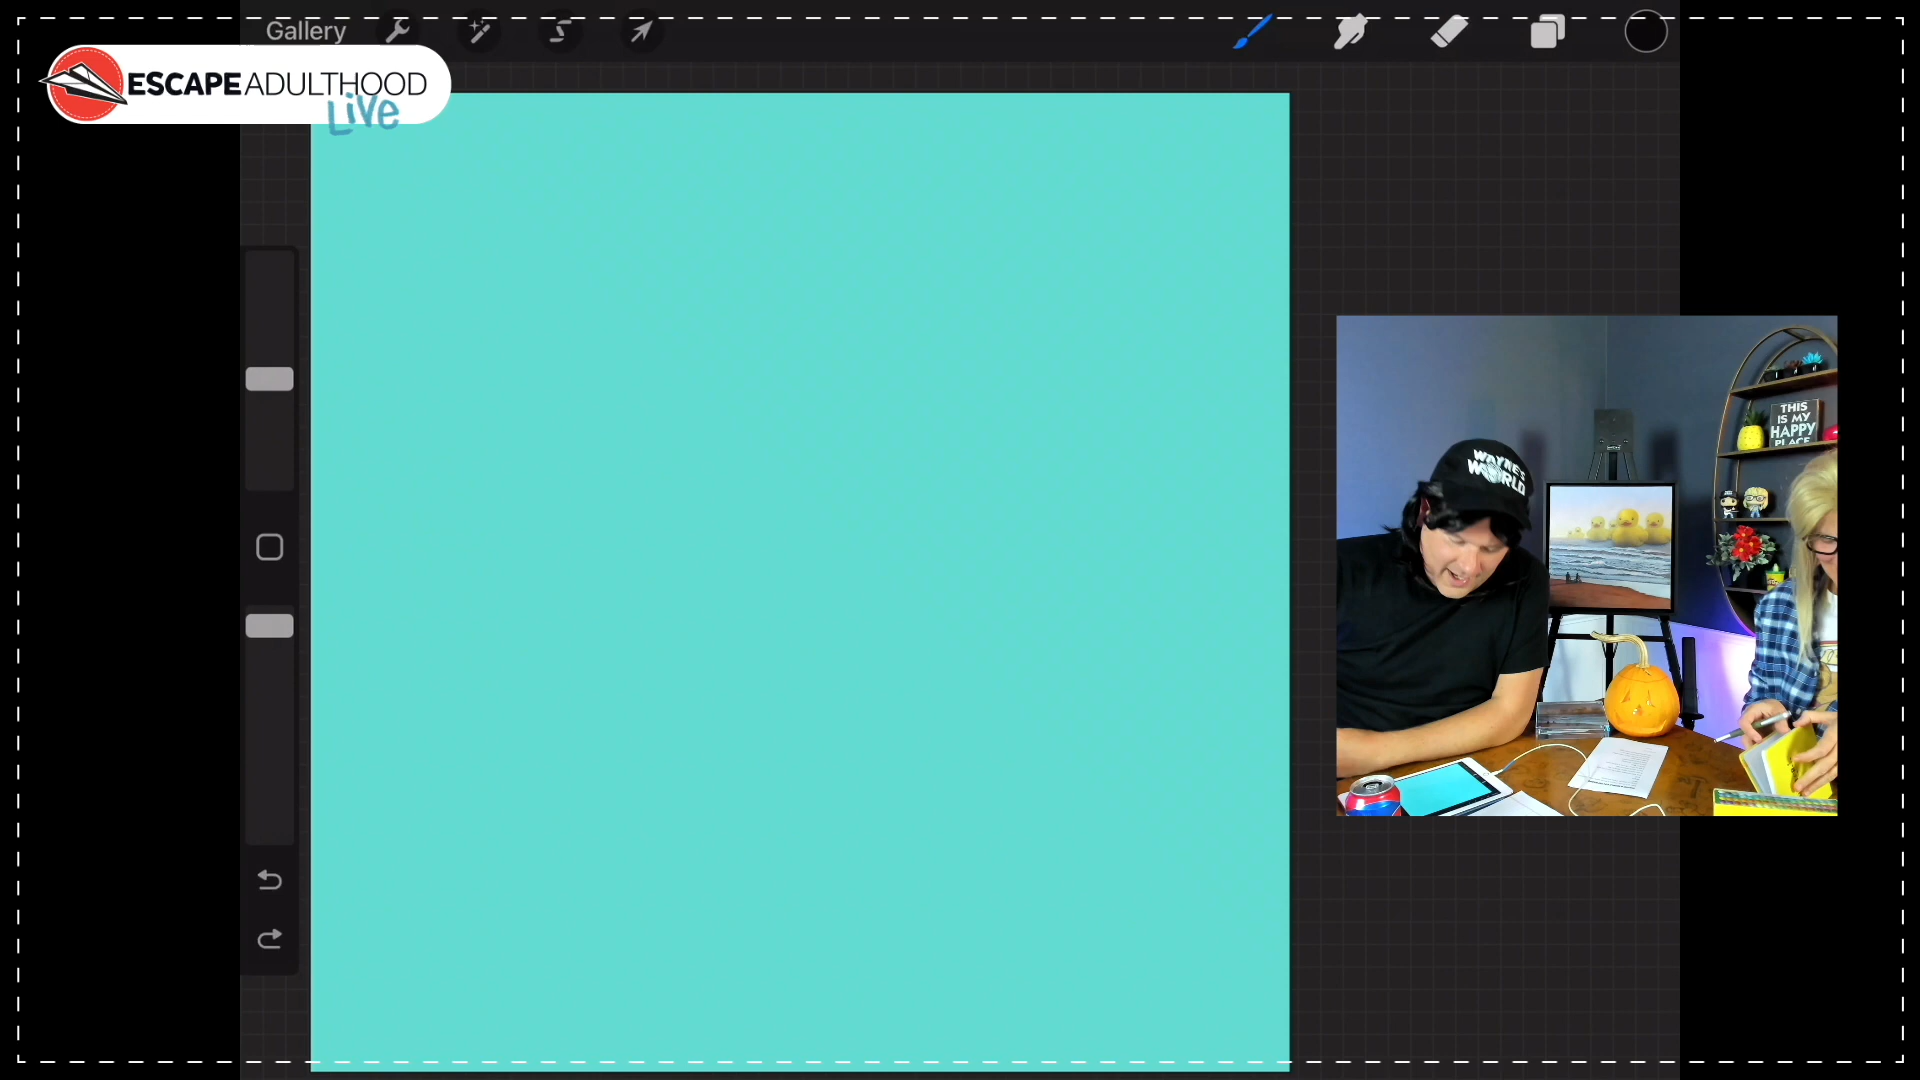 Gallery
ESCAPEADULTHOOD
LIVE
THIS
IS MY
HAPPY
PLACE
WAYNE'S
WORLD